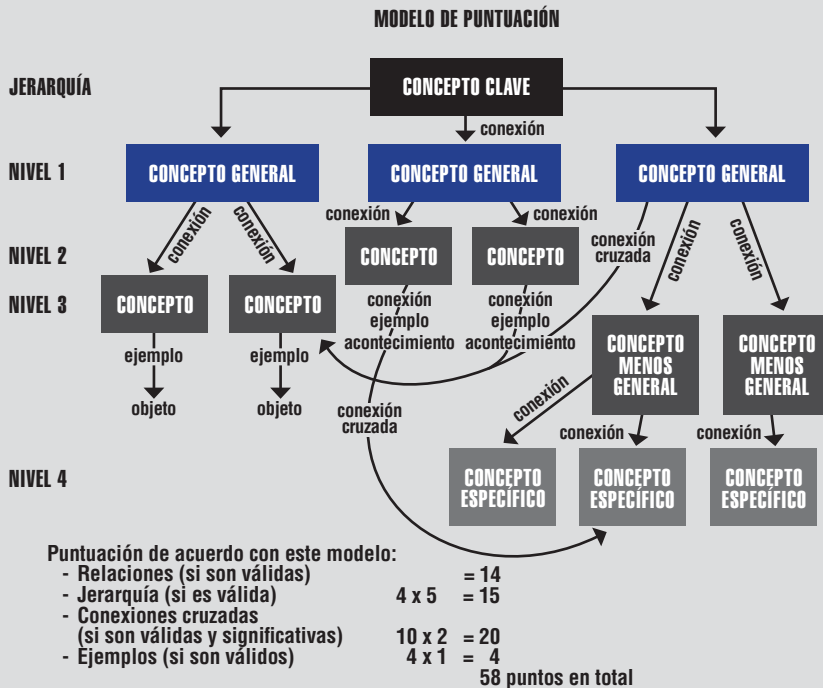 MODELO DE PUNTUACIÓN
JERARQUÍA
CONCEPTO CLAVE
conexión
NIVEL 1
CONCEPTO GENERAL
CONCEPTO GENERAL
CONCEPTO GENERAL
conexión
conexión
conexión
conexión
conexión
cruzada
conexión
conexión
NIVEL 2
CONCEPTO
CONCEPTO
NIVEL 3
CONCEPTO
CONCEPTO
conexión
ejemplo
acontecimiento
conexión
ejemplo
acontecimiento
CONCEPTO
MENOS
GENERAL
CONCEPTO
MENOS
GENERAL
ejemplo
ejemplo
objeto
objeto
conexión
cruzada
conexión
conexión
conexión
NIVEL 4
CONCEPTO
ESPECÍFICO
CONCEPTO
ESPECÍFICO
CONCEPTO
ESPECÍFICO
Puntuación de acuerdo con este modelo:
- Relaciones (si son válidas) = 14
- Jerarquía (si es válida) 4 x 5 = 15
- Conexiones cruzadas
(si son válidas y significativas) 10 x 2 = 20
- Ejemplos (si son válidos) 4 x 1 = 4
58 puntos en total